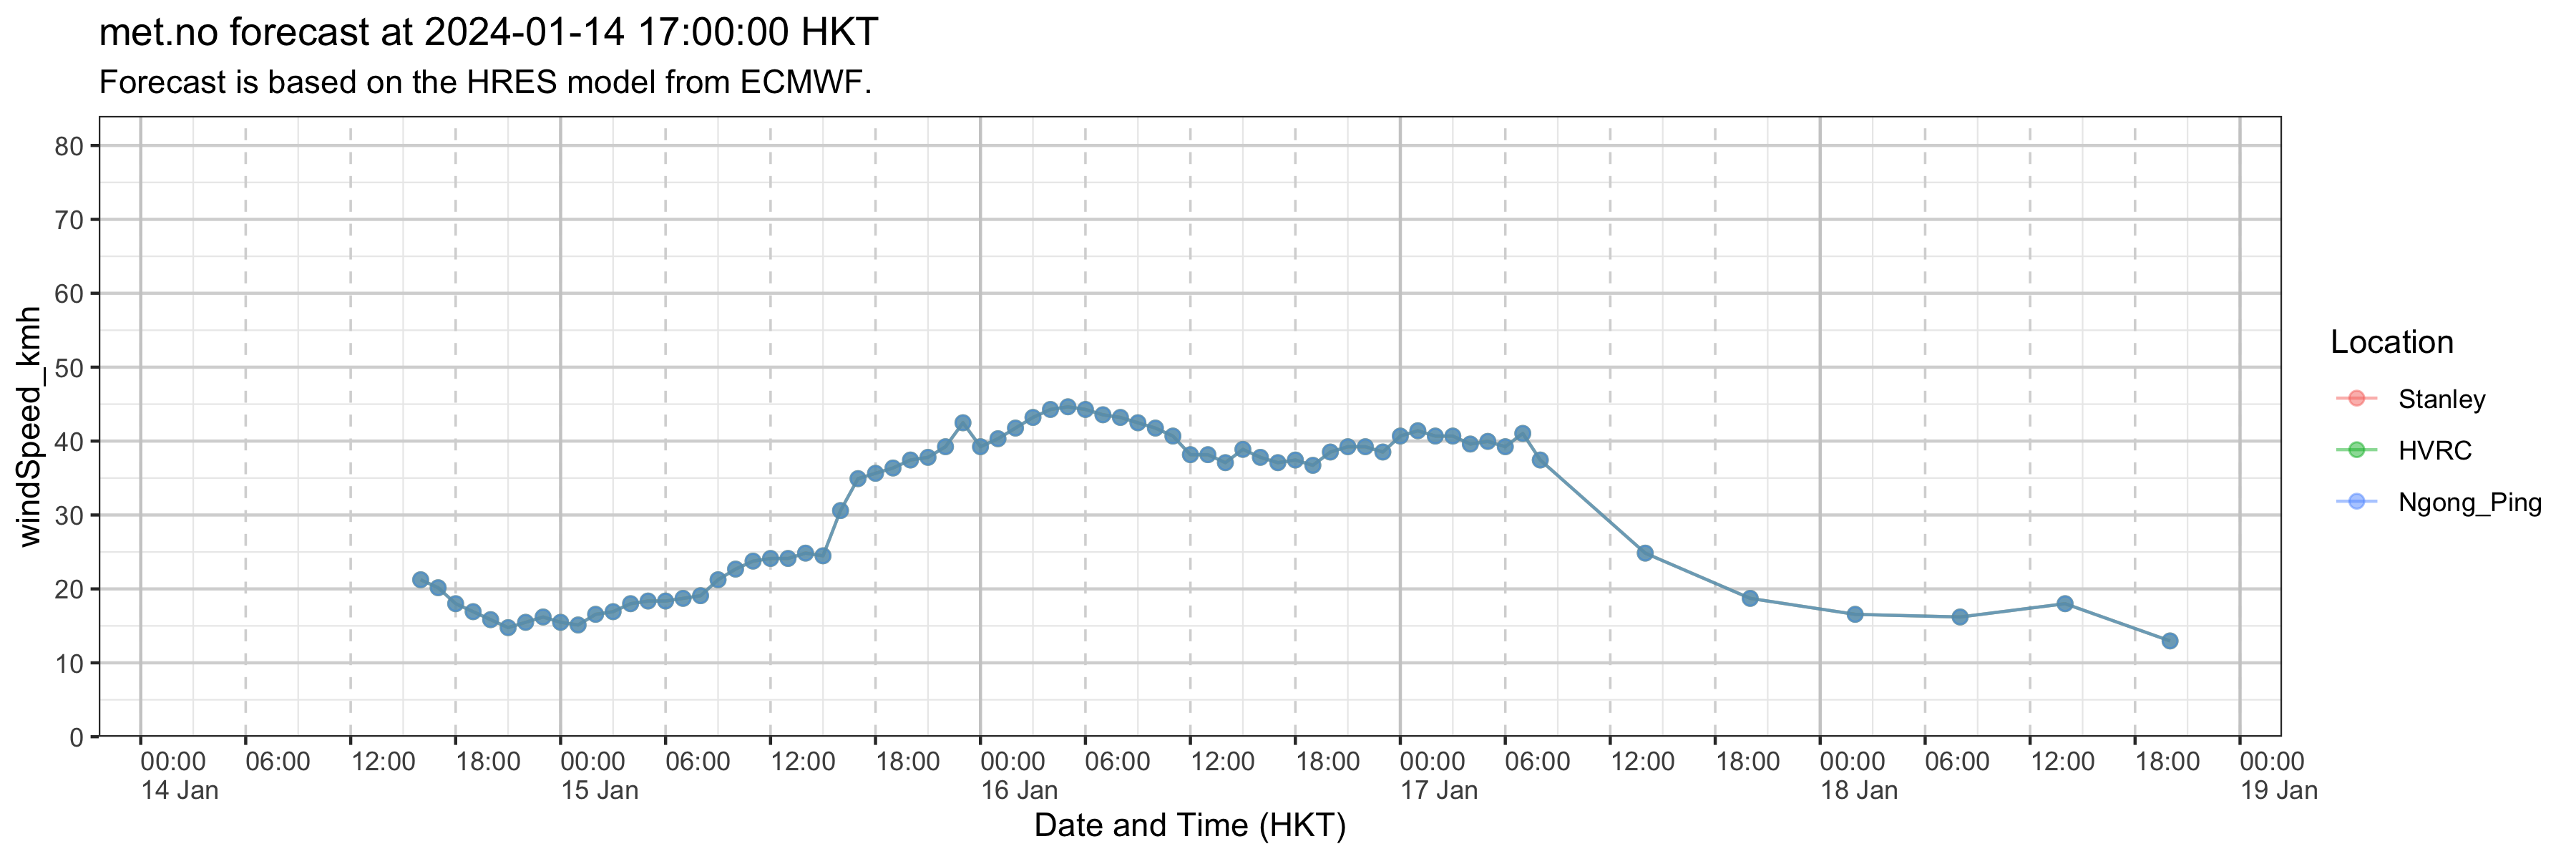 met.no forecast at 2024-01-14 17:00:00 HKT
Forecast is based on the HRES model from ECMWF.
windSpeed_kmh
80
70
60
50
40
30
20
10
0
00:00 06:00 12:00 18:00 00:00 06:00 12:00 18:00 00:00 06:00 12:00 18:00 00:00 06:00 12:00 18:00 00:00 06:00 12:00 18:00 00:00
14 Jan 15 Jan 16 Jan 17 Jan 18 Jan 19 Jan
Date and Time (HKT)
Location
Stanley
HVRC
Ngong_Ping